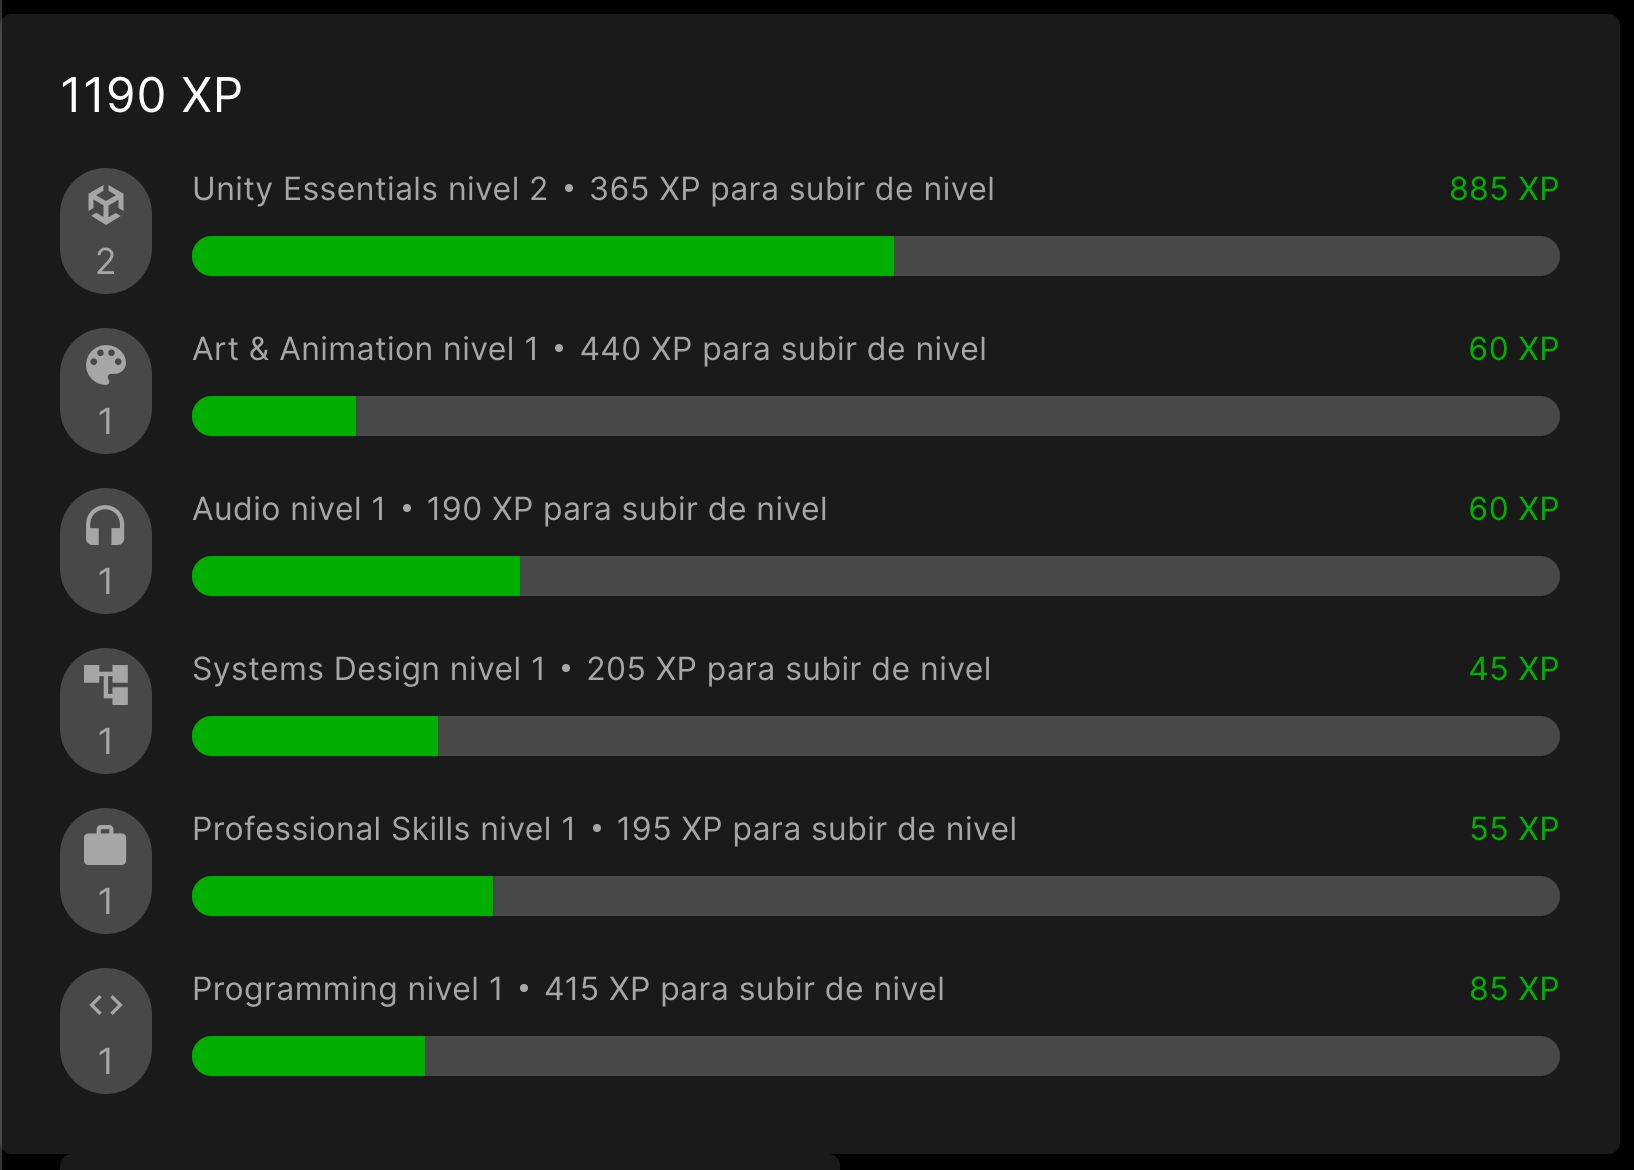 1190 XP
Unity Essentials nivel 2 • 365 XP para subir de nivel 885 XP
2
Art & Animation nivel 1 • 440 XP para subir de nivel 60 XP
1
Audio nivel 1 • 190 XP para subir de nivel 60 XP
1
Systems Design nivel 1 • 205 XP para subir de nivel 45 XP
1
Professional Skills nivel 1 • 195 XP para subir de nivel 55 XP
1
Programming nivel 1 • 415 XP para subir de nivel 85 XP
1